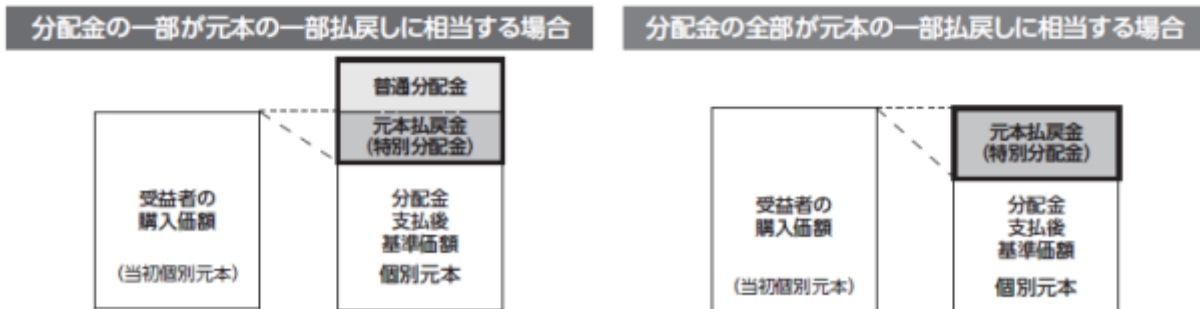 分配金の一部が元本の一部払戻しに相当する場合
普通分配金
元本払戻金
(特別分配金)
受益者の
購入価額
(当初個別元本)
分配金
支払後
基準価額
個別元本
分配金の全部が元本の一部払戻しに相当する場合
元本払戻金
(特別分配金)
受益者の
購入価額
(当初個別元本)
分配金
支払後
基準価額
個別元本